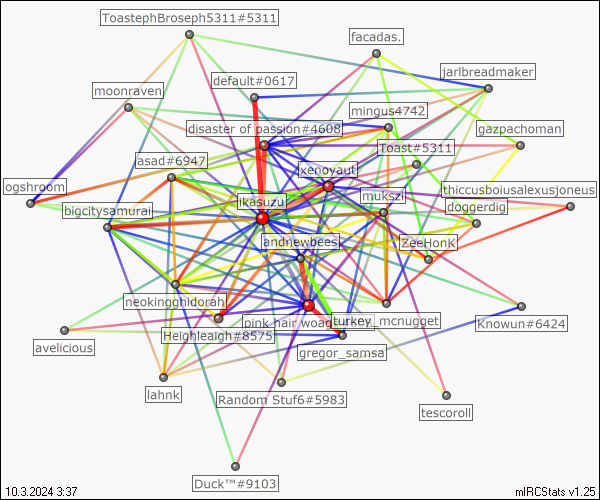 ToastephBroseph5311#5311
facadas.
default#0617
jarlbreadmaker
moonraven
mingus4742
disaster of passion#4608
gazpachoman
Toast#5311
asad#6947
xenoyaut
ogshroom
ikasuzu
mukszi
thiccusboiusalexusjoneus
bigcitysamurai
doggerdig
andnewbees
ZeeHonK
neokingghidorah
pink hair
turkey_mcnugget
Heighleaigh#8575
Knowun#6424
avelicious
gregor_samsa
lahnk
Random Stuf6#5983
tescoroll
Duck™#9103
10.3.2024 3:37
mIRCStats v1.25